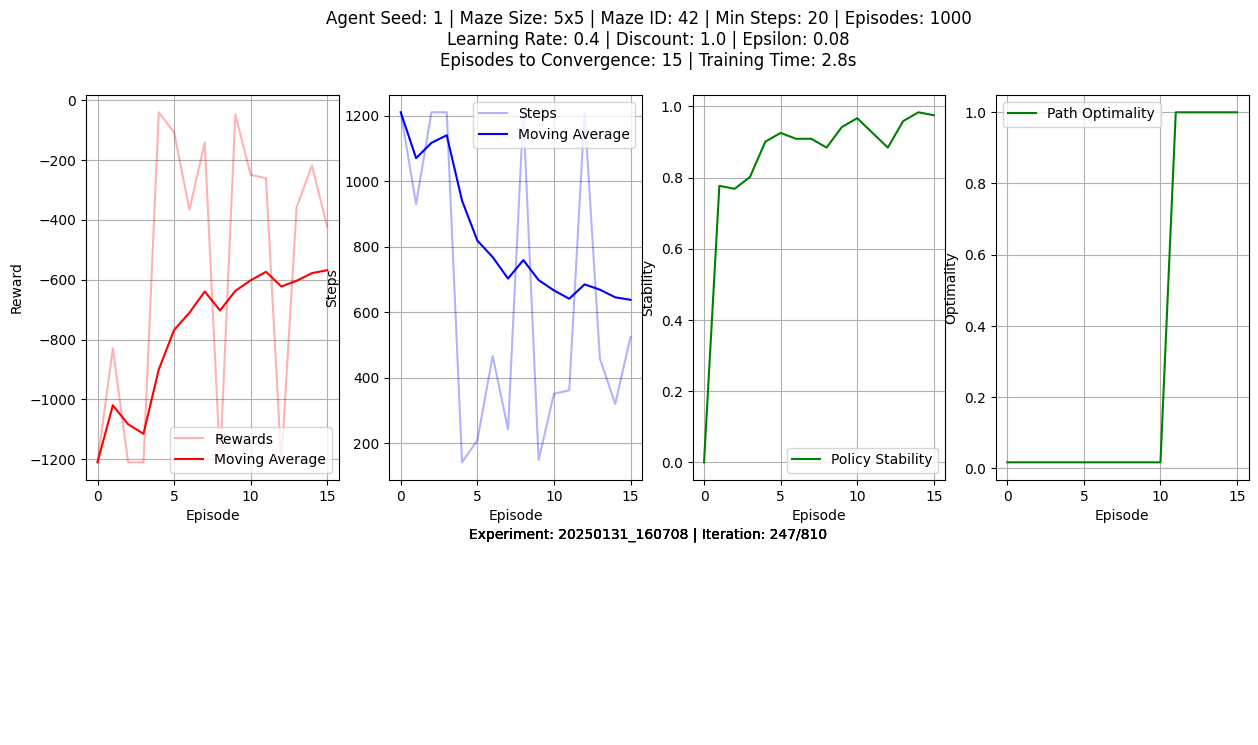 Agent Seed: 1 | Maze Size: 5x5 | Maze ID: 42 | Min Steps: 20 | Episodes: 1000
Learning Rate: 0.4 | Discount: 1.0 | Epsilon: 0.08
Episodes to Convergence: 15 | Training Time: 2.8s
Reward
0
−200
−400
−600
−800
−1000
−1200
Rewards
Moving Average
0 5 10 15
Episode
Steps
1200
1000
800
600
400
200
Steps
Moving Average
0 5 10 15
Episode
Stability
1.0
0.8
0.6
0.4
0.2
0.0
Policy Stability
0 5 10 15
Episode
Optimality
1.0
0.8
0.6
0.4
0.2
0.0
Path Optimality
0 5 10 15
Episode
Experiment: 20250131_160708 | Iteration: 247/810